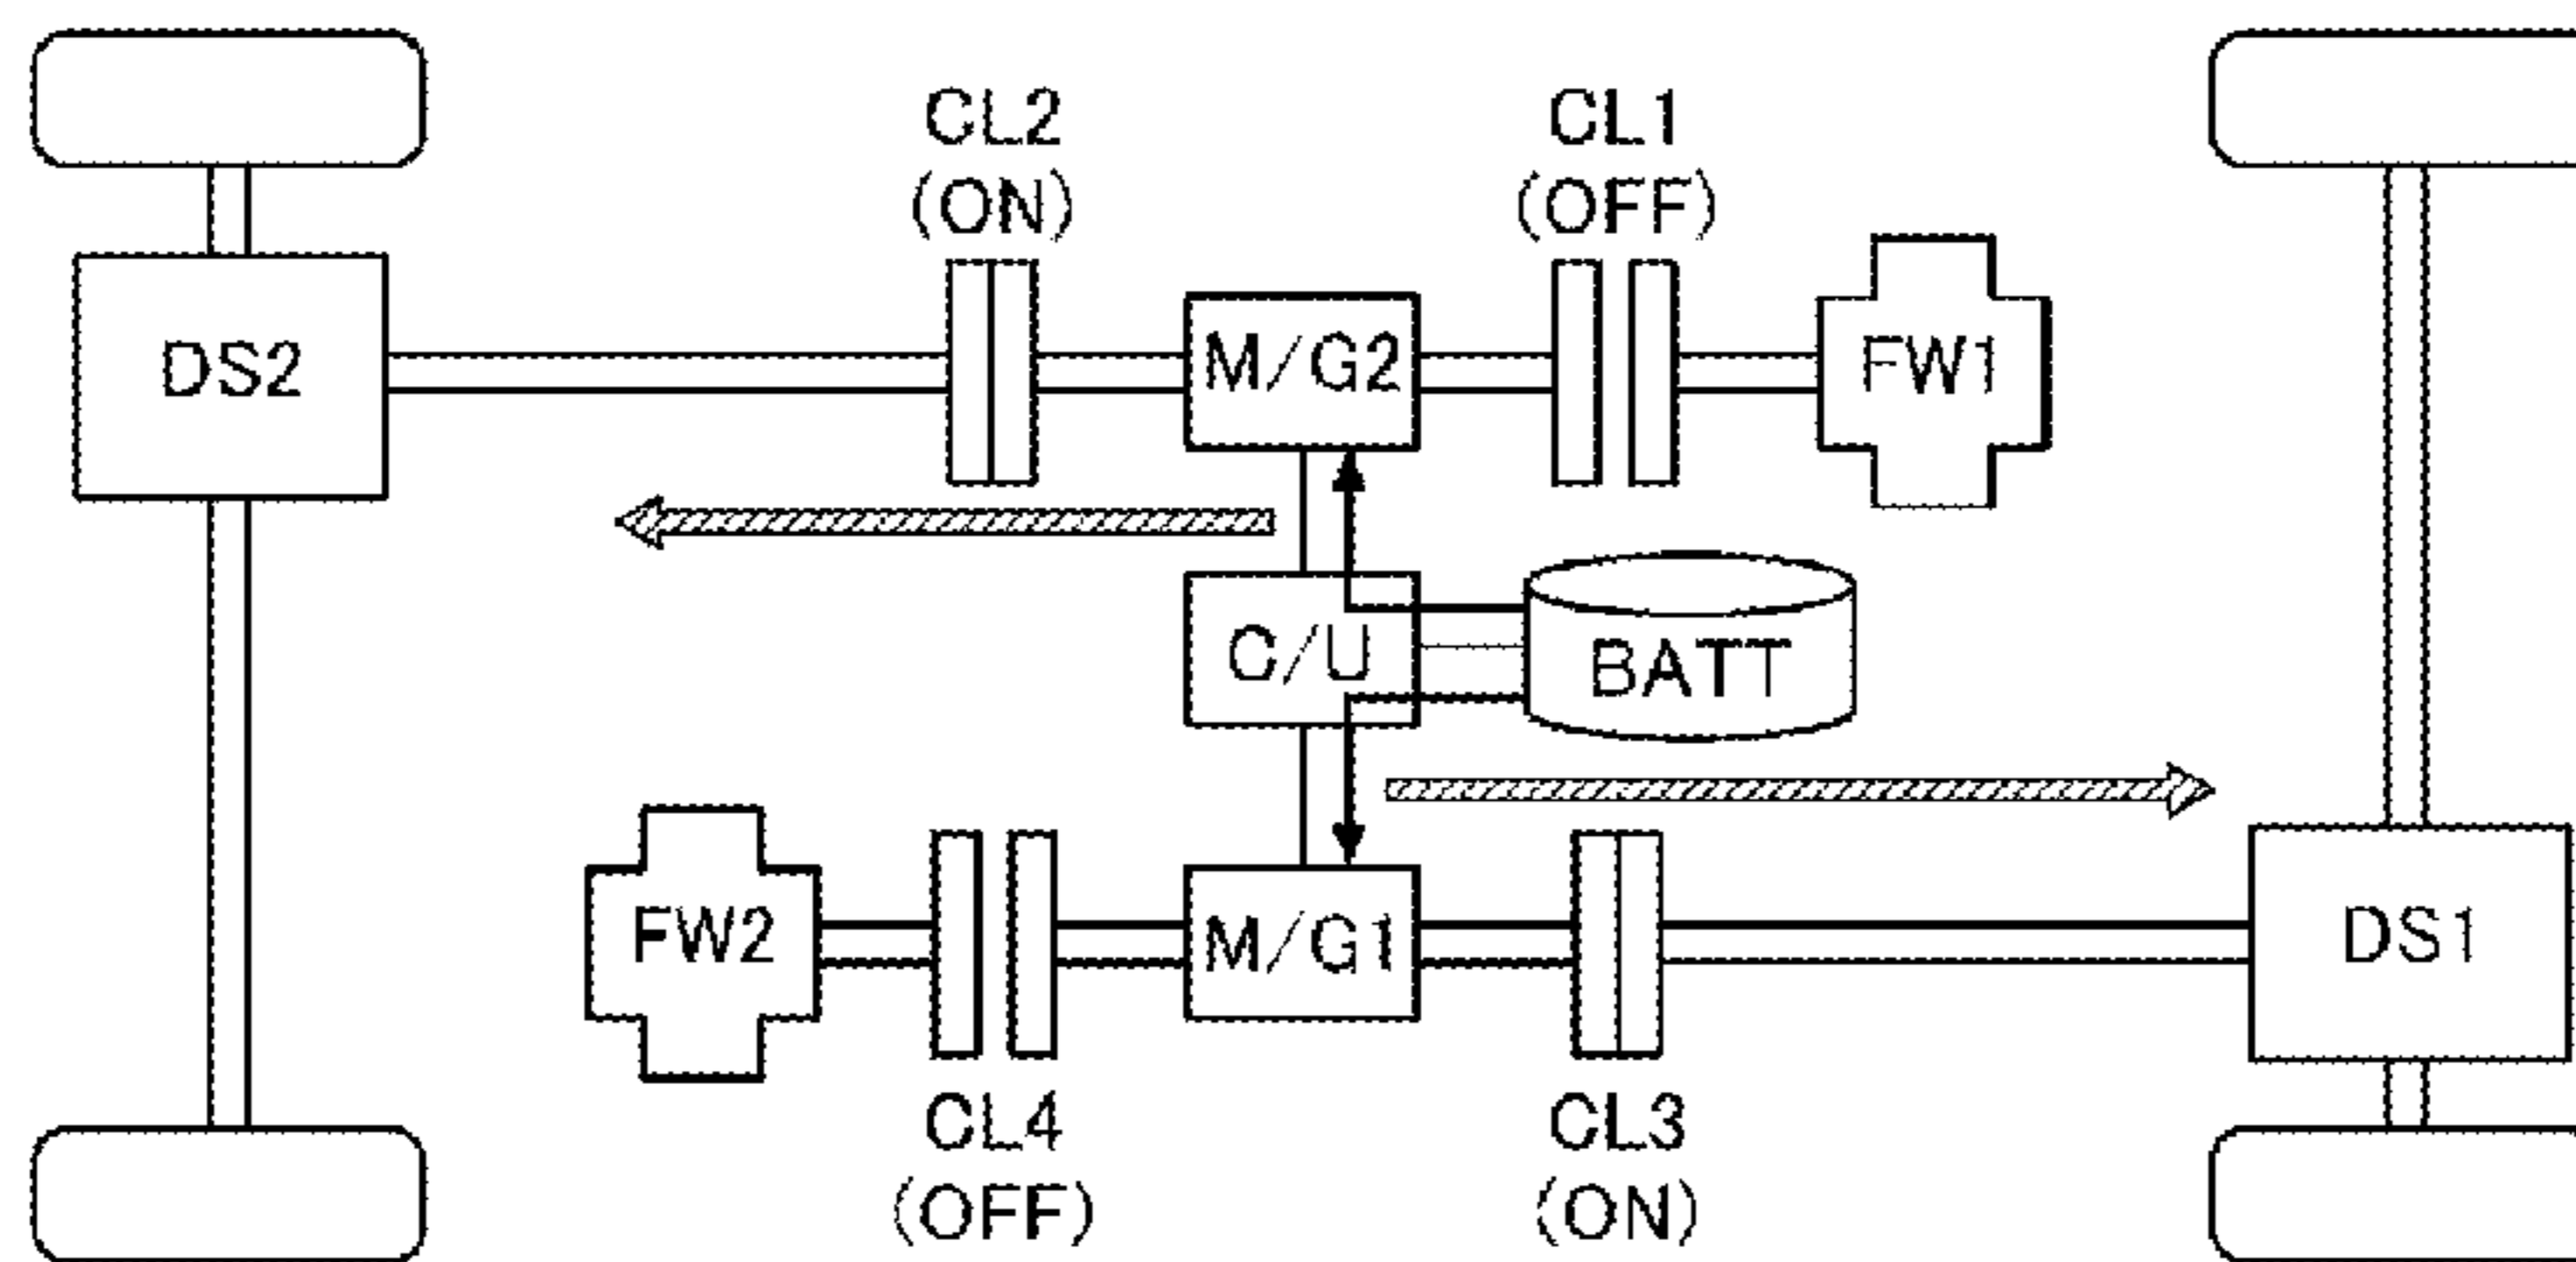 CL2
(ON)
CL1
(OFF)
DS2
M/G2
FW1
C/U
BATT
FW2
M/G1
DS1
CL4
(OFF)
CL3
(ON)